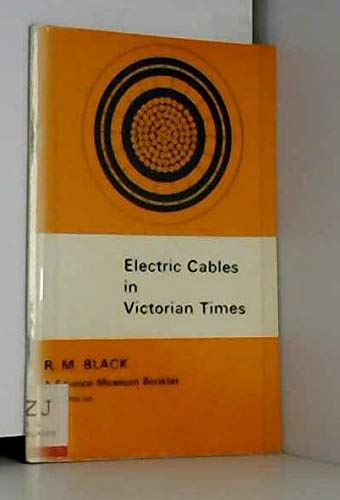 Electric Cables
in
Victorian Times
R. M. BLACK
Science Museum Booklet
ZJ